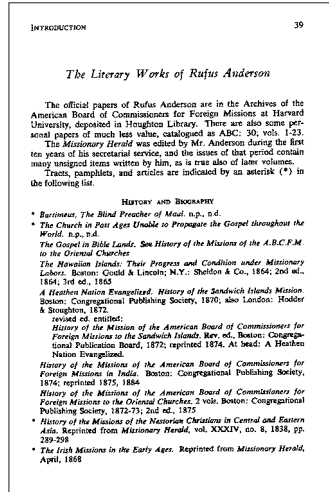 INTRODUCTION 39
The Literary Works of Rufus Anderson
The official papers of Rufus Anderson are in the Archives of the
American Board of Commissioners for Foreign Missions at Harvard
University, deposited in Houghton Library. There are also some per-
sonal papers of much less value, catalogued as ABC: 30; vols. 1-23.
The Missionary Herald was edited by Mr. Anderson during the first
ten years of his secretarial service, and the issues of that period contain
many unsigned items written by him, as is true also of later volumes.
Tracts, pamphlets, and articles are indicated by an asterisk (*) in
the following list.
HISTORY AND BIOGRAPHY
* Bartimeus, The Blind Preacher of Maui. n.p., n.d.
* The Church in Past Ages Unable to Propagate the Gospel throughout the
World. n.p., n.d.
The Gospel in Bible Lands. See History of the Missions of the A.B.C.F.M.
to the Oriental Churches
The Hawaiian Islands: Their Progress and Condition under Missionary
Labors. Boston: Gould & Lincoln; N.Y.: Sheldon & Co., 1864; 2nd ed.,
1864; 3rd ed., 1865
A Heathen Nation Evangelized. History of the Sandwich Islands Mission.
Boston: Congregational Publishing Society, 1870; also London: Hodder
& Stoughton, 1872.
revised ed. entitled:
History of the Mission of the American Board of Commissioners for
Foreign Missions to the Sandwich Islands. Rev. ed., Boston: Congrega-
tional Publication Board, 1872; reprinted 1874. At head: A Heathen
Nation Evangelized.
History of the Missions of the American Board of Commissioners for
Foreign Missions in India. Boston: Congregational Publishing Society,
1874; reprinted 1875, 1884
History of the Missions of the American Board of Commissioners for
Foreign Missions to the Oriental Churches. 2 vols. Boston: Congregational
Publishing Society, 1872-73; 2nd ed., 1875
* History of the Missions of the Nestorian Christians in Central and Eastern
Asia. Reprinted from Missionary Herald, vol. XXXIV, no. 8, 1838, pp.
289-298
* The Irish Missions in the Early Ages. Reprinted from Missionary Herald,
April, 1868